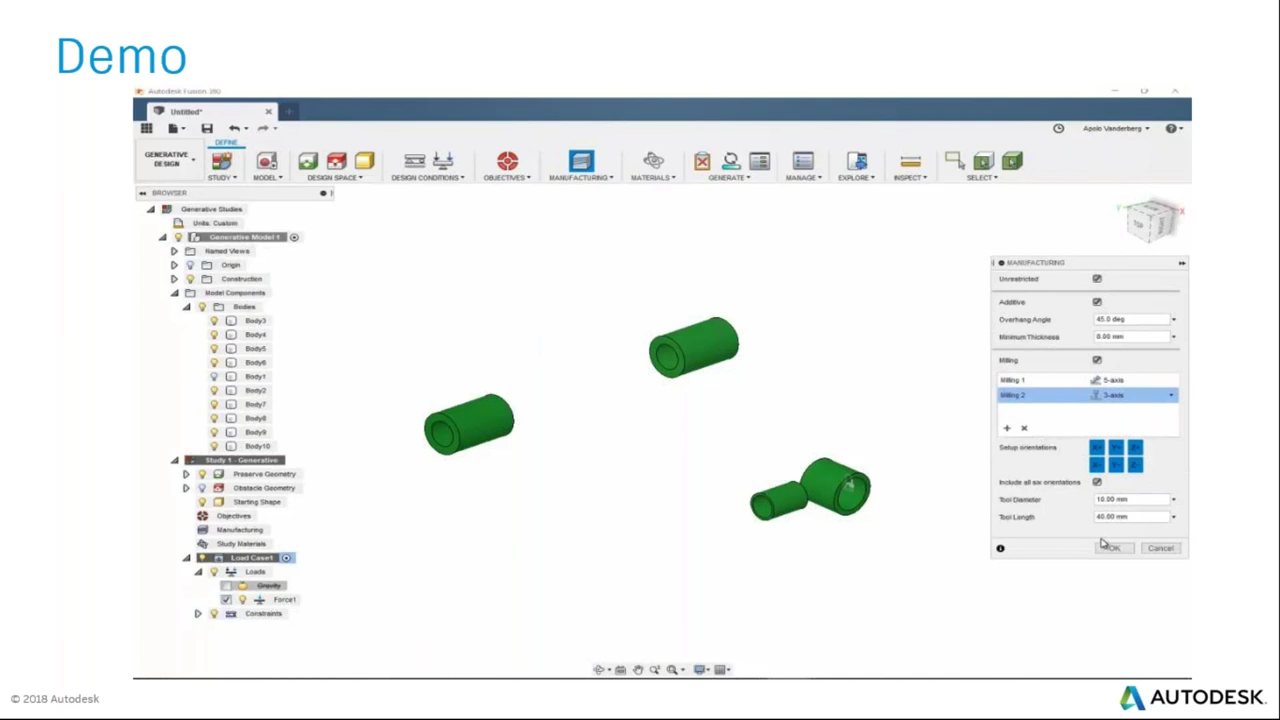 Demo
Autodesk Fusion 360
Untitled*
Apolo Vanderberg
DEFINE
GENERATIVE DESIGN
STUDY
MODEL
DESIGN SPACE
DESIGN CONDITIONS
OBJECTIVES
MANUFACTURING
MATERIALS
GENERATE
MANAGE
EXPLORE
INSPECT
SELECT
BROWSER
Generative Studies
Units: Custom
Generative Model 1
Named Views
Origin
Construction
Model Components
Bodies
Body3
Body4
Body5
Body6
Body1
Body2
Body7
Body8
Body9
Body10
Study 1 - Generative
Preserve Geometry
Obstacle Geometry
Starting Shape
Objectives
Manufacturing
Study Materials
Load Case1
Loads
Gravity
Force1
Constraints
Y
X
TOP
MANUFACTURING
Unrestricted
Additive
Overhang Angle 45.0 deg
Minimum Thickness 0.00 mm
Milling
Milling 1 5-axis
Milling 2 3-axis
Setup orientations
X+ Y+ Z+
X- Y- Z-
Include all six orientations
Tool Diameter 10.00 mm
Tool Length 40.00 mm
OK Cancel
© 2018 Autodesk
AUTODESK.